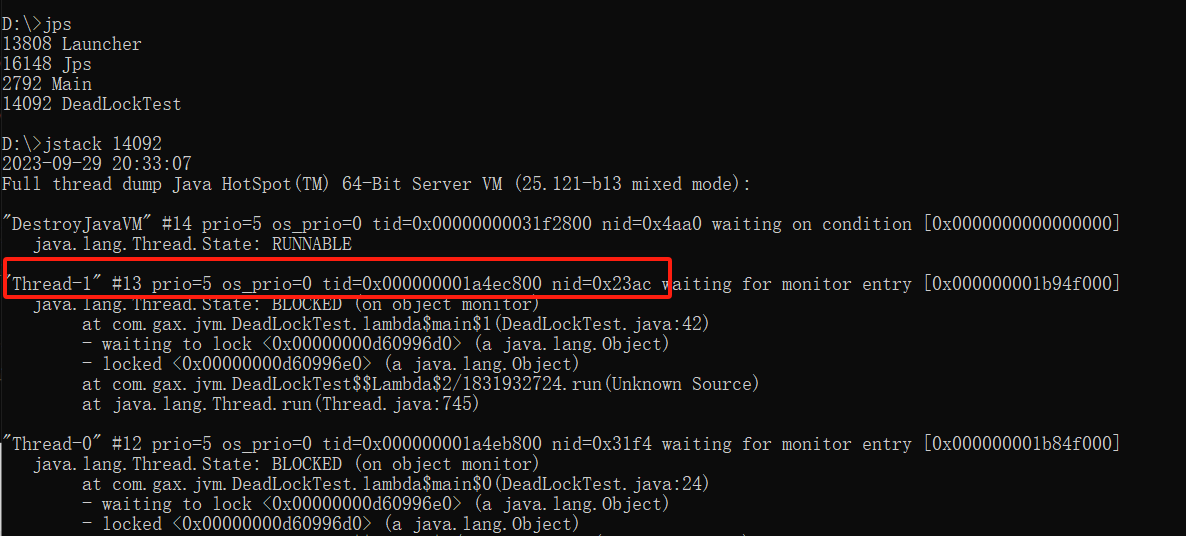 D:\>jps
13808 Launcher
16148 Jps
2792 Main
14092 DeadLockTest
D:\>jstack 14092
2023-09-29 20:33:07
Full thread dump Java HotSpot(TM) 64-Bit Server VM (25.121-b13 mixed mode):
"DestroyJavaVM" #14 prio=5 os_prio=0 tid=0x00000000031f2800 nid=0x4aa0 waiting on condition [0x0000000000000000]
java.lang.Thread.State: RUNNABLE
"Thread-1" #13 prio=5 os_prio=0 tid=0x000000001a4ec800 nid=0x23ac waiting for monitor entry [0x000000001b94f000]
java.lang.Thread.State: BLOCKED (on object monitor)
at com.gax.jvm.DeadLockTest.lambda$main$1(DeadLockTest.java:42)
- waiting to lock <0x00000000d60996d0> (a java.lang.Object)
- locked <0x00000000d60996e0> (a java.lang.Object)
at com.gax.jvm.DeadLockTest$$Lambda$2/1831932724.run(Unknown Source)
at java.lang.Thread.run(Thread.java:745)
"Thread-0" #12 prio=5 os_prio=0 tid=0x000000001a4eb800 nid=0x31f4 waiting for monitor entry [0x000000001b84f000]
java.lang.Thread.State: BLOCKED (on object monitor)
at com.gax.jvm.DeadLockTest.lambda$main$0(DeadLockTest.java:24)
- waiting to lock <0x00000000d60996e0> (a java.lang.Object)
- locked <0x00000000d60996d0> (a java.lang.Object)